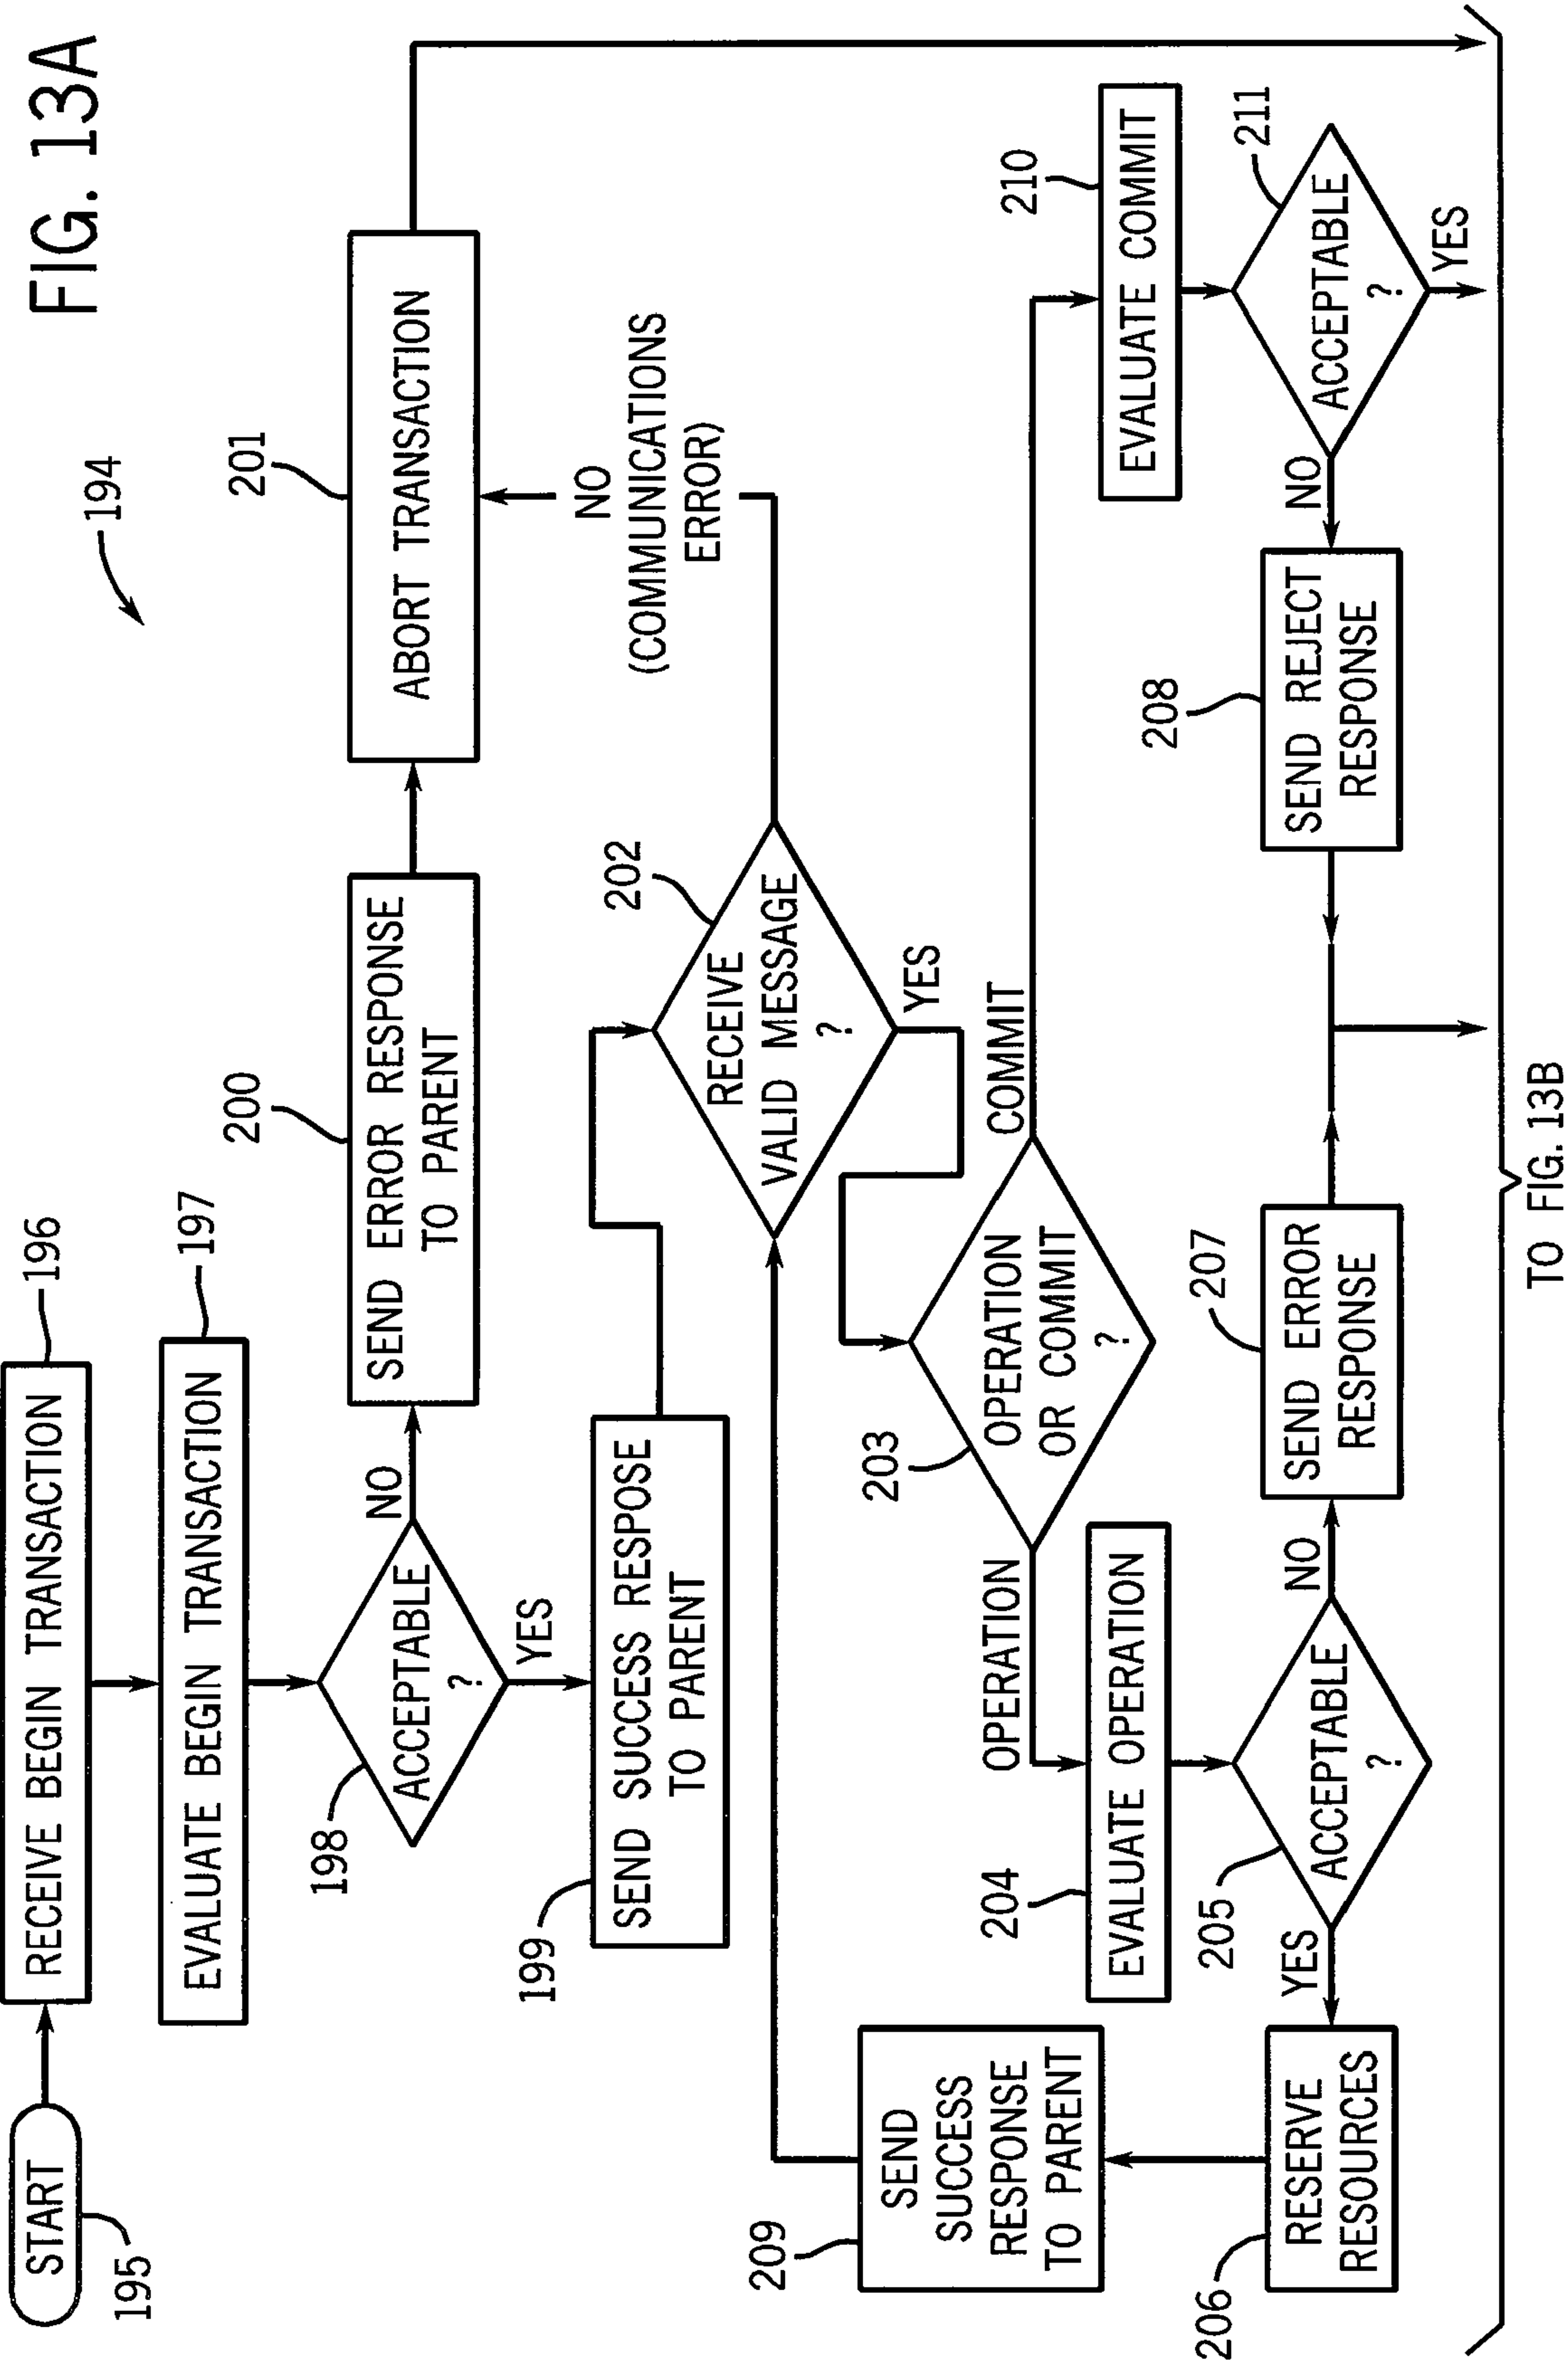 FIG. 13A
194
START
195
RECEIVE BEGIN TRANSACTION
196
EVALUATE BEGIN TRANSACTION
197
198
ACCEPTABLE
?
NO
YES
200
SEND ERROR RESPONSE
TO PARENT
201
ABORT TRANSACTION
199
SEND SUCCESS RESPOSE
TO PARENT
202
RECEIVE
VALID MESSAGE
?
NO
(COMMUNICATIONS
ERROR)
YES
203
OPERATION
OR COMMIT
?
OPERATION
COMMIT
209
SEND
SUCCESS
RESPONSE
TO PARENT
204
EVALUATE OPERATION
210
EVALUATE COMMIT
206
RESERVE
RESOURCES
YES
205
ACCEPTABLE
?
NO
207
SEND ERROR
RESPONSE
208
SEND REJECT
RESPONSE
NO
211
ACCEPTABLE
?
YES
TO FIG. 13B